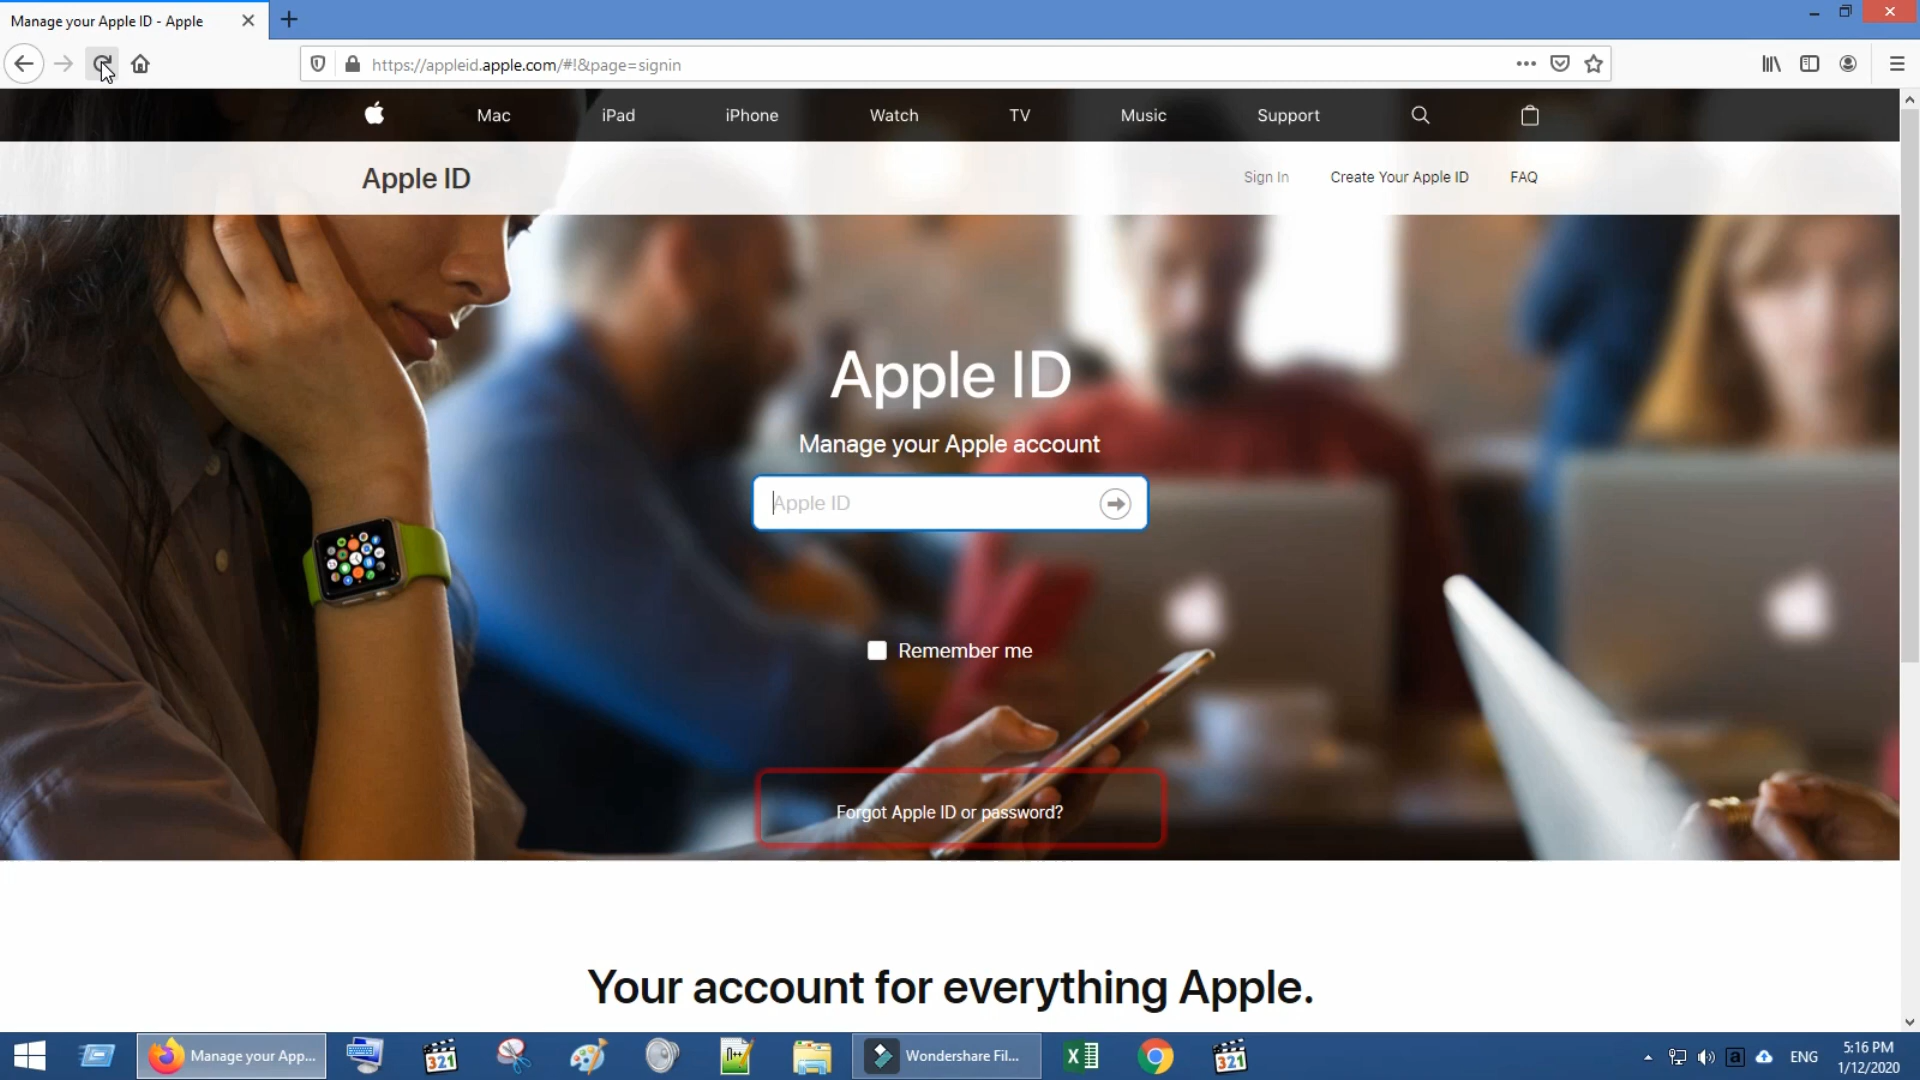 Manage your Apple ID - Apple
https://appleid.apple.com/#!&page=signin
Mac iPad iPhone Watch TV Music Support
Apple ID
Sign In Create Your Apple ID FAQ
Apple ID
Manage your Apple account
Apple ID
Remember me
Forgot Apple ID or password?
Your account for everything Apple.
Manage your App...
321
n++
Wondershare Fil...
X
321
a
ENG
5:16 PM
1/12/2020